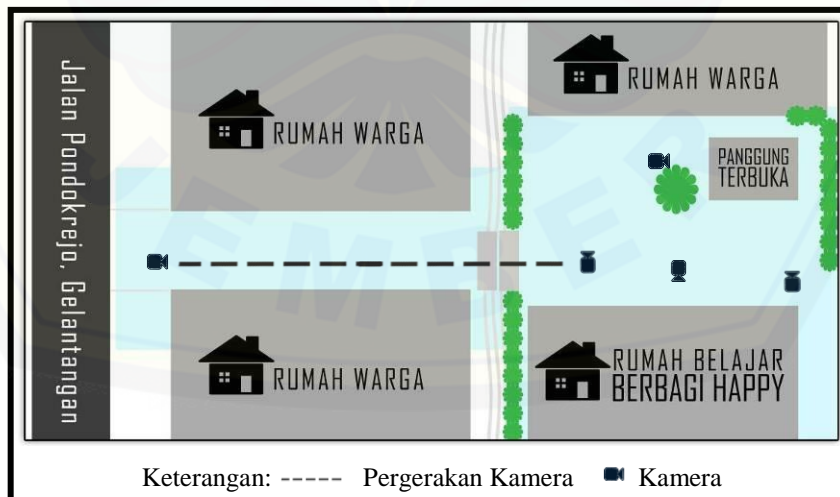 Jalan Pondokrejo, Gelantangan
RUMAH WARGA
RUMAH WARGA
PANGGUNG
TERBUKA
RUMAH WARGA
RUMAH BELAJAR
BERBAGI HAPPY
Keterangan: ----- Pergerakan Kamera Kamera